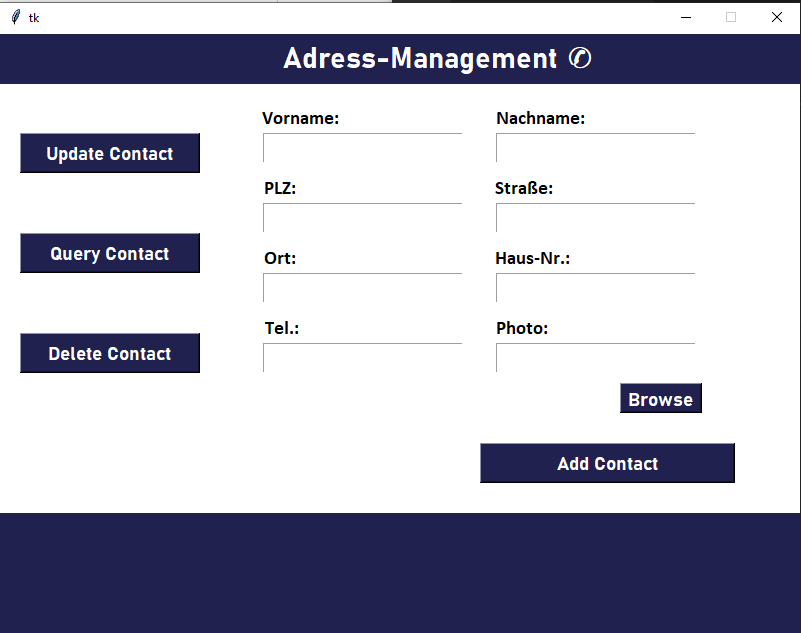 tk
Adress-Management ✆
Vorname:
Nachname:
Update Contact
PLZ:
Straße:
Query Contact
Ort:
Haus-Nr.:
Tel.:
Photo:
Delete Contact
Browse
Add Contact